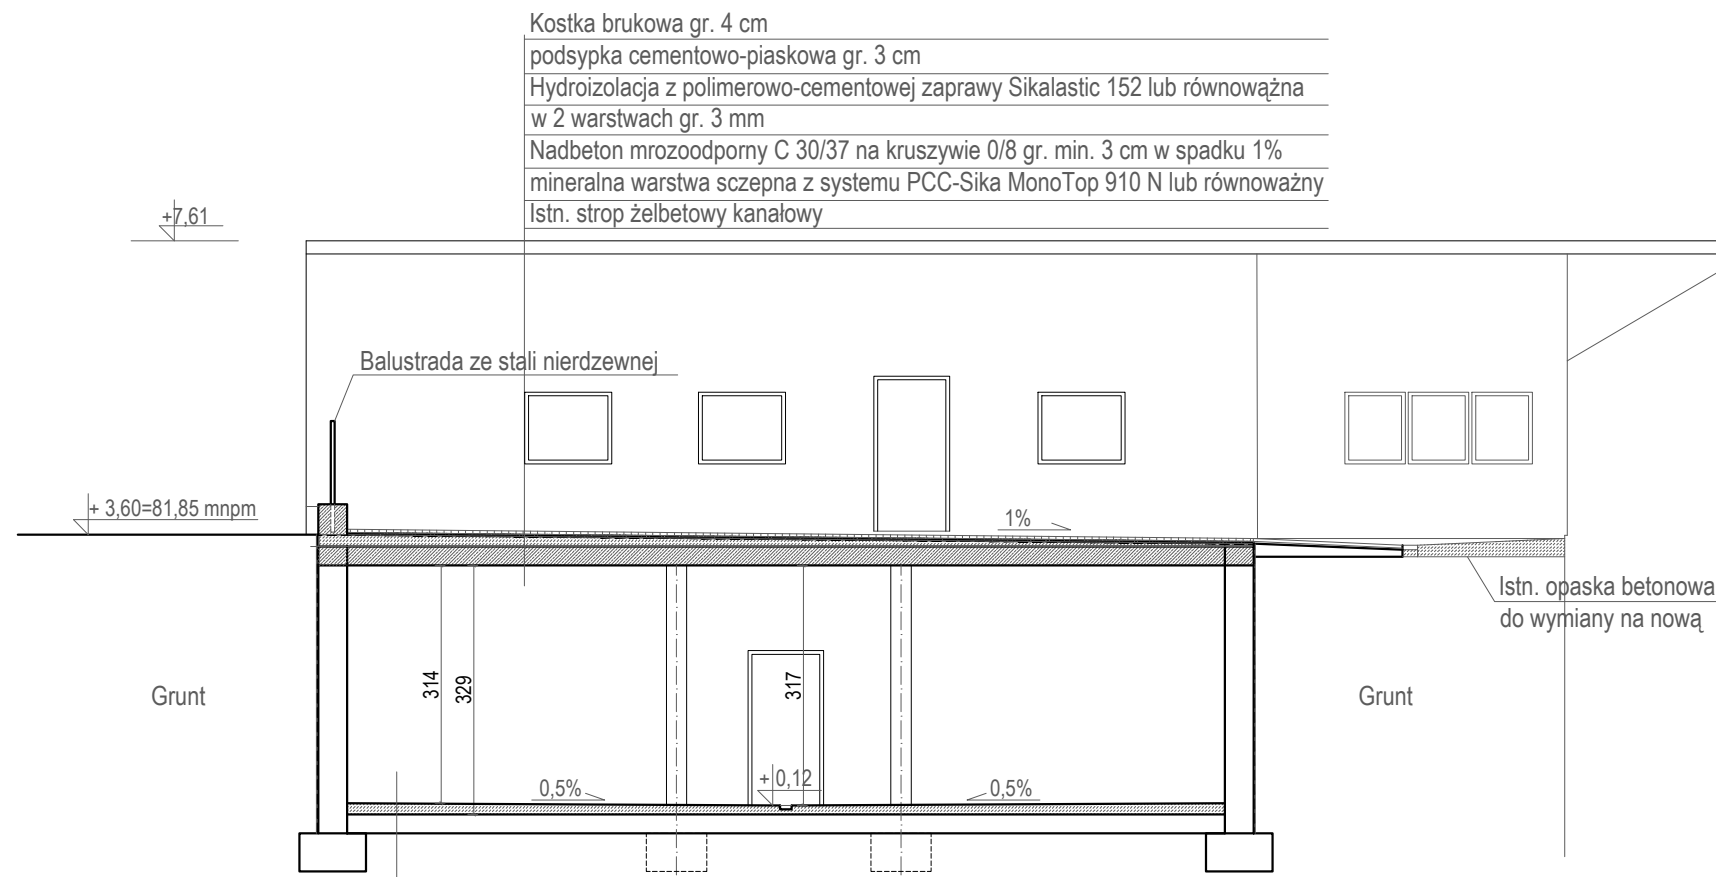 Kostka brukowa gr. 4 cm
podsypka cementowo-piaskowa gr. 3 cm
Hydroizolacja z polimerowo-cementowej zaprawy Sikalastic 152 lub równowążna
w 2 warstwach gr. 3 mm
Nadbeton mrozoodporny C 30/37 na kruszywie 0/8 gr. min. 3 cm w spadku 1%
mineralna warstwa sczepna z systemu PCC-Sika MonoTop 910 N lub równoważny
Istn. strop żelbetowy kanałowy
+7,61
Balustrada ze stali nierdzewnej
+ 3,60=81,85 mnpm
1%
Istn. opaska betonowa
do wymiany na nową
Grunt
314
329
317
Grunt
0,5%
+ 0,12
0,5%